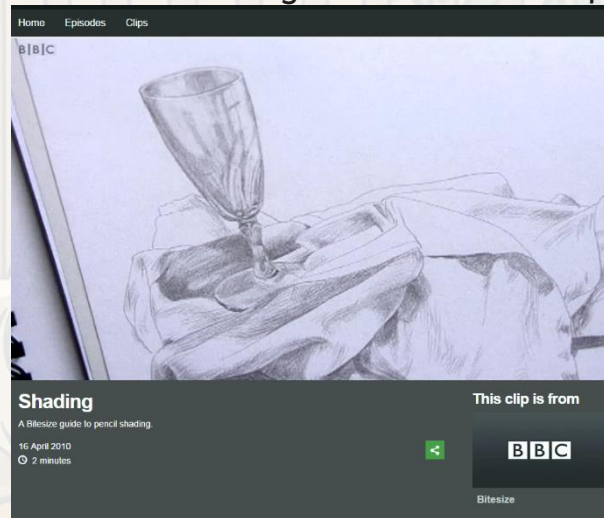 Home Episodes Clips
BBC
Shading
A Bitesize guide to pencil shading.
16 April 2010
2 minutes
This clip is from
BBC
Bitesize